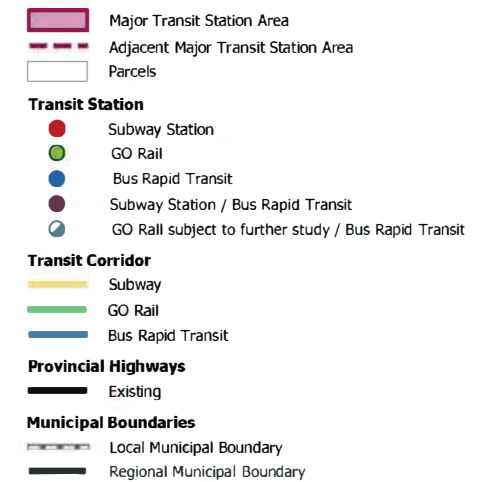 Major Transit Station Area
Adjacent Major Transit Station Area
Parcels
Transit Station
Subway Station
GO Rail
Bus Rapid Transit
Subway Station / Bus Rapid Transit
GO Rall subject to further study / Bus Rapid Transit
Transit Corridor
Subway
GO Rail
Bus Rapid Transit
Provincial Highways
Existing
Municipal Boundaries
Local Municipal Boundary
Regional Municipal Boundary